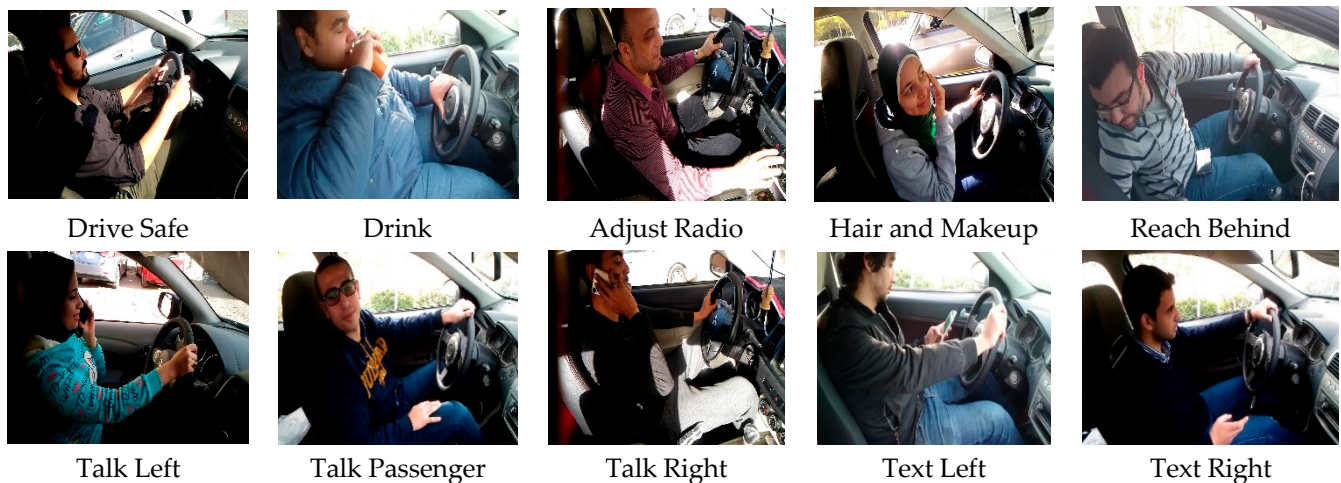 Drive Safe
Drink
Adjust Radio
Hair and Makeup
Reach Behind
Talk Left
Talk Passenger
Talk Right
Text Left
Text Right